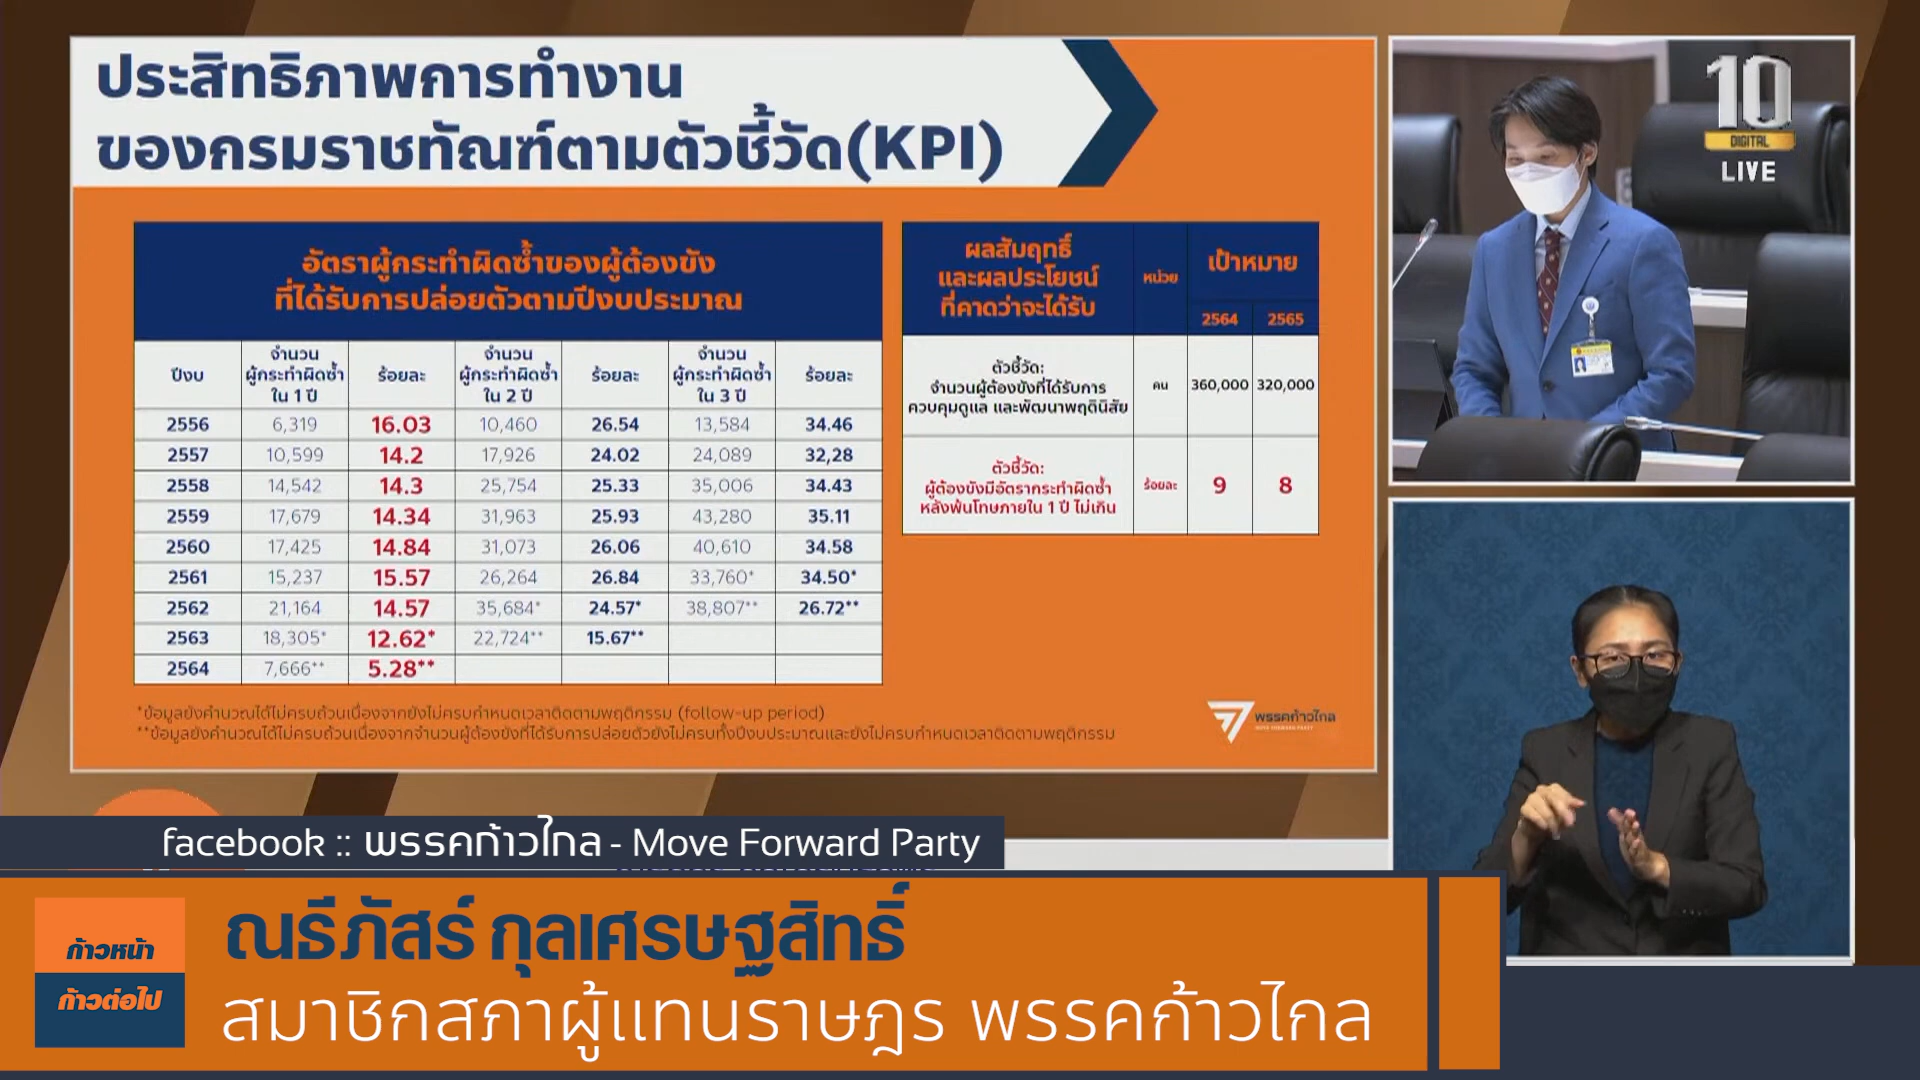 ประสิทธิภาพการทำงาน
ของกรมราชทัณฑ์ตามตัวชี้วัด(KPI)
อัตราผู้กระทำผิดซ้ำของผู้ต้องขัง
ที่ได้รับการปล่อยตัวตามปีงบประมาณ
ปีงบ จำนวนผู้กระทำผิดซ้ำใน 1 ปี ร้อยละ จำนวนผู้กระทำผิดซ้ำใน 2 ปี ร้อยละ จำนวนผู้กระทำผิดซ้ำใน 3 ปี ร้อยละ
2556 6,319 16.03 10,460 26.54 13,584 34.46
2557 10,599 14.2 17,926 24.02 24,089 32,28
2558 14,542 14.3 25,754 25.33 35,006 34.43
2559 17,679 14.34 31,963 25.93 43,280 35.11
2560 17,425 14.84 31,073 26.06 40,610 34.58
2561 15,237 15.57 26,264 26.84 33,760* 34.50*
2562 21,164 14.57 35,684* 24.57* 38,807** 26.72**
2563 18,305* 12.62* 22,724** 15.67**
2564 7,666** 5.28**
*ข้อมูลยังคำนวณได้ไม่ครบถ้วนเนื่องจากยังไม่ครบกำหนดเวลาติดตามพฤติกรรม (follow-up period)
**ข้อมูลยังคำนวณได้ไม่ครบถ้วนเนื่องจากจำนวนผู้ต้องขังที่ได้รับการปล่อยตัวยังไม่ครบทั้งปีงบประมาณและยังไม่ครบกำหนดเวลาติดตามพฤติกรรม
ผลสัมฤทธิ์
และผลประโยชน์
ที่คาดว่าจะได้รับ
หน่วย
เป้าหมาย
2564 2565
ตัวชี้วัด:
จำนวนผู้ต้องขังที่ได้รับการ
ควบคุมดูแล และพัฒนาพฤตินิสัย
คน 360,000 320,000
ตัวชี้วัด:
ผู้ต้องขังมีอัตรากระทำผิดซ้ำ
หลังพ้นโทษภายใน 1 ปี ไม่เกิน
ร้อยละ 9 8
พรรคก้าวไกล
MOVE FORWARD PARTY
10
DIGITAL
LIVE
facebook :: พรรคก้าวไกล - Move Forward Party
ก้าวหน้า
ก้าวต่อไป
ณธีภัสร์ กุลเศรษฐสิทธิ์
สมาชิกสภาผู้แทนราษฎร พรรคก้าวไกล